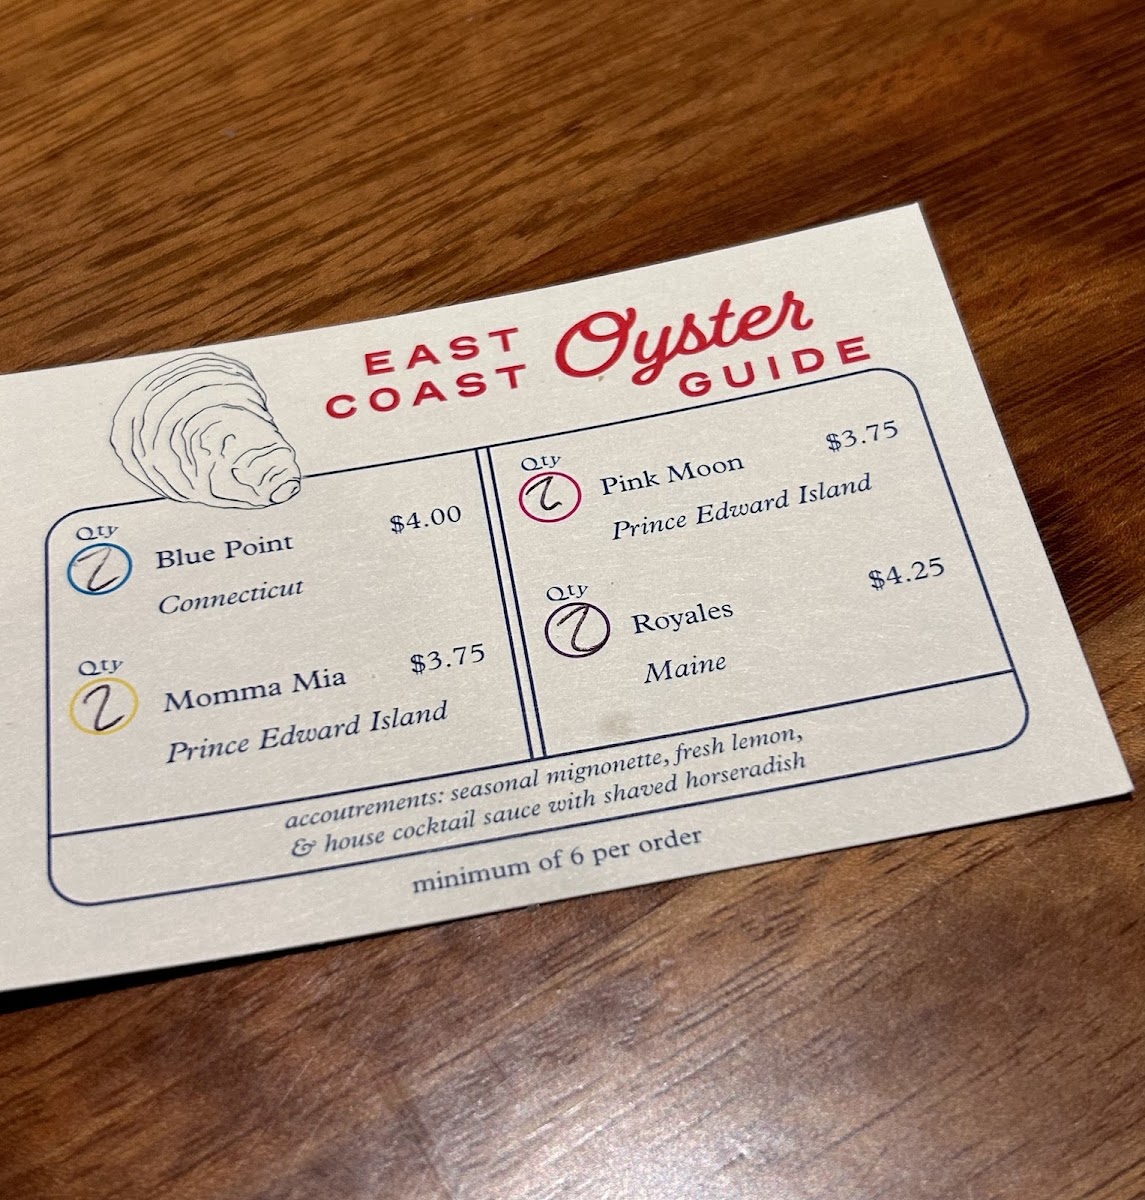 EAST
COAST
Oyster
GUIDE
Qty
2
Blue Point
$4.00
Connecticut
Qty
2
Momma Mia
$3.75
Prince Edward Island
Qty
2
Pink Moon
$3.75
Prince Edward Island
Qty
2
Royales
$4.25
Maine
accoutrements: seasonal mignonette, fresh lemon,
& house cocktail sauce with shaved horseradish
minimum of 6 per order